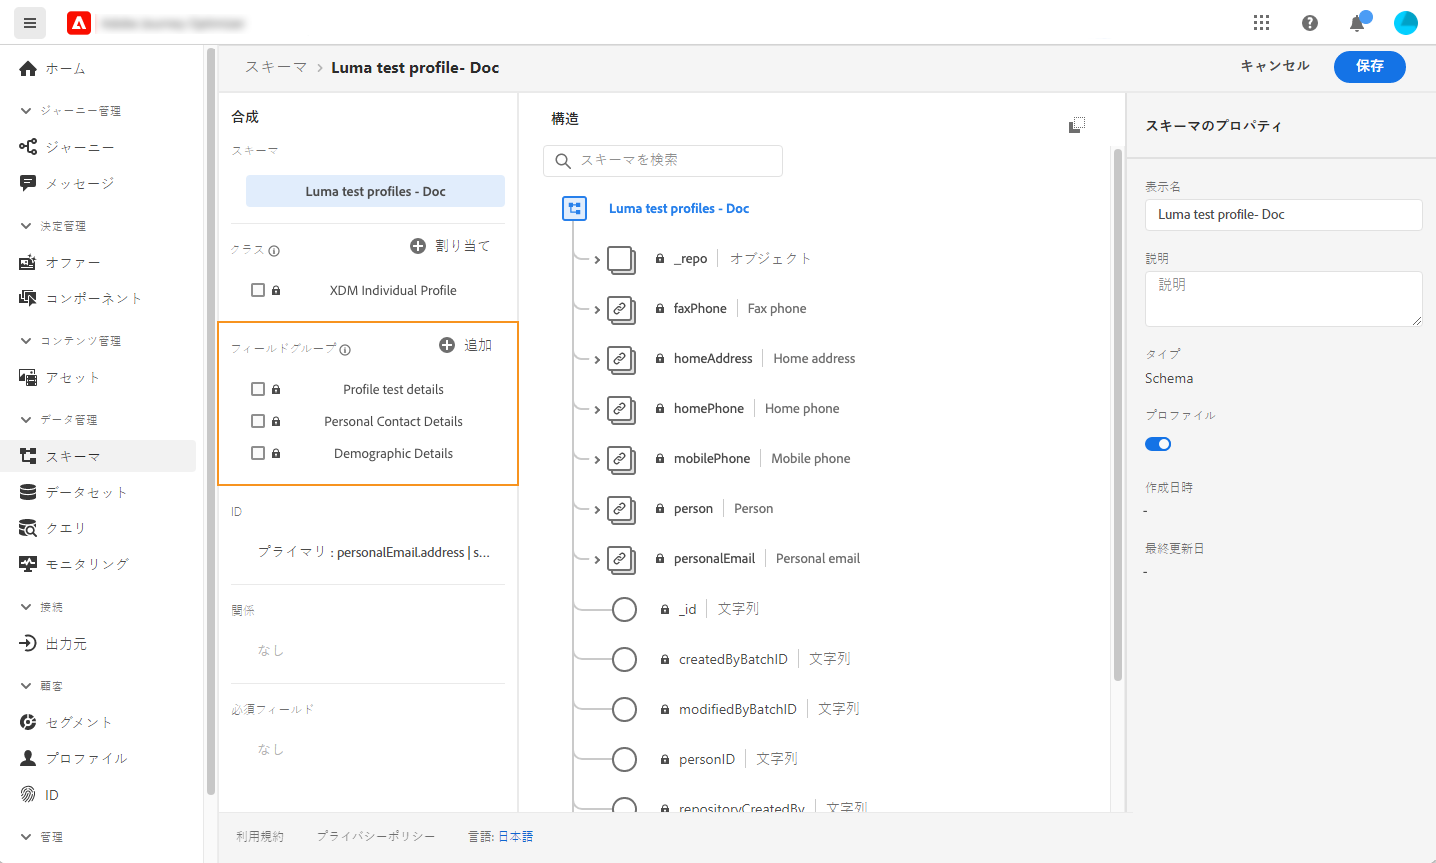 ホーム
ジャーニー管理
ジャーニー
メッセージ
決定管理
オファー
コンポーネント
コンテンツ管理
アセット
データ管理
スキーマ
データセット
クエリ
モニタリング
接続
出力元
顧客
セグメント
プロファイル
ID
管理
スキーマ > Luma test profile- Doc
キャンセル
保存
合成
スキーマ
Luma test profiles - Doc
クラス
割り当て
XDM Individual Profile
フィールドグループ
追加
Profile test details
Personal Contact Details
Demographic Details
ID
プライマリ : personalEmail.address | s...
関係
なし
必須フィールド
なし
構造
スキーマを検索
Luma test profiles - Doc
_repo | オブジェクト
faxPhone | Fax phone
homeAddress | Home address
homePhone | Home phone
mobilePhone | Mobile phone
person | Person
personalEmail | Personal email
_id | 文字列
createdByBatchID | 文字列
modifiedByBatchID | 文字列
personID | 文字列
repositoryCreatedBy | 文字列
スキーマのプロパティ
表示名
Luma test profile- Doc
説明
説明
タイプ
Schema
プロファイル
作成日時
-
最終更新日
-
利用規約
プライバシーポリシー
言語: 日本語